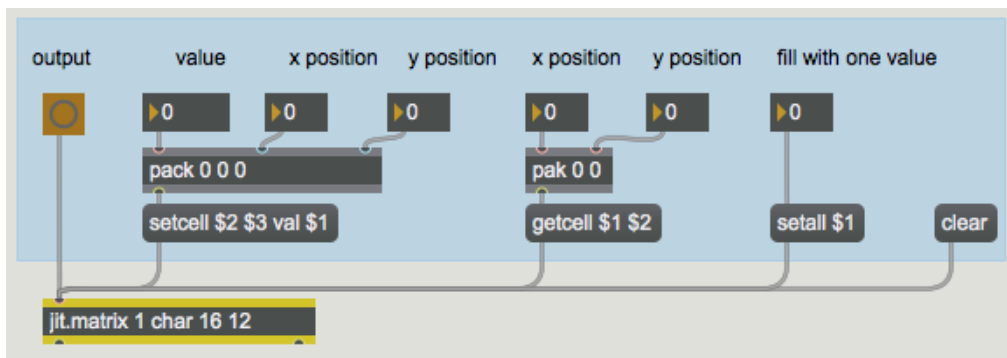 output value x position y position x position y position fill with one value
0 0 0 0 0 0
pack 0 0 0 pak 0 0
setcell $2 $3 val $1 getcell $1 $2 setall $1 clear
jit.matrix 1 char 16 12